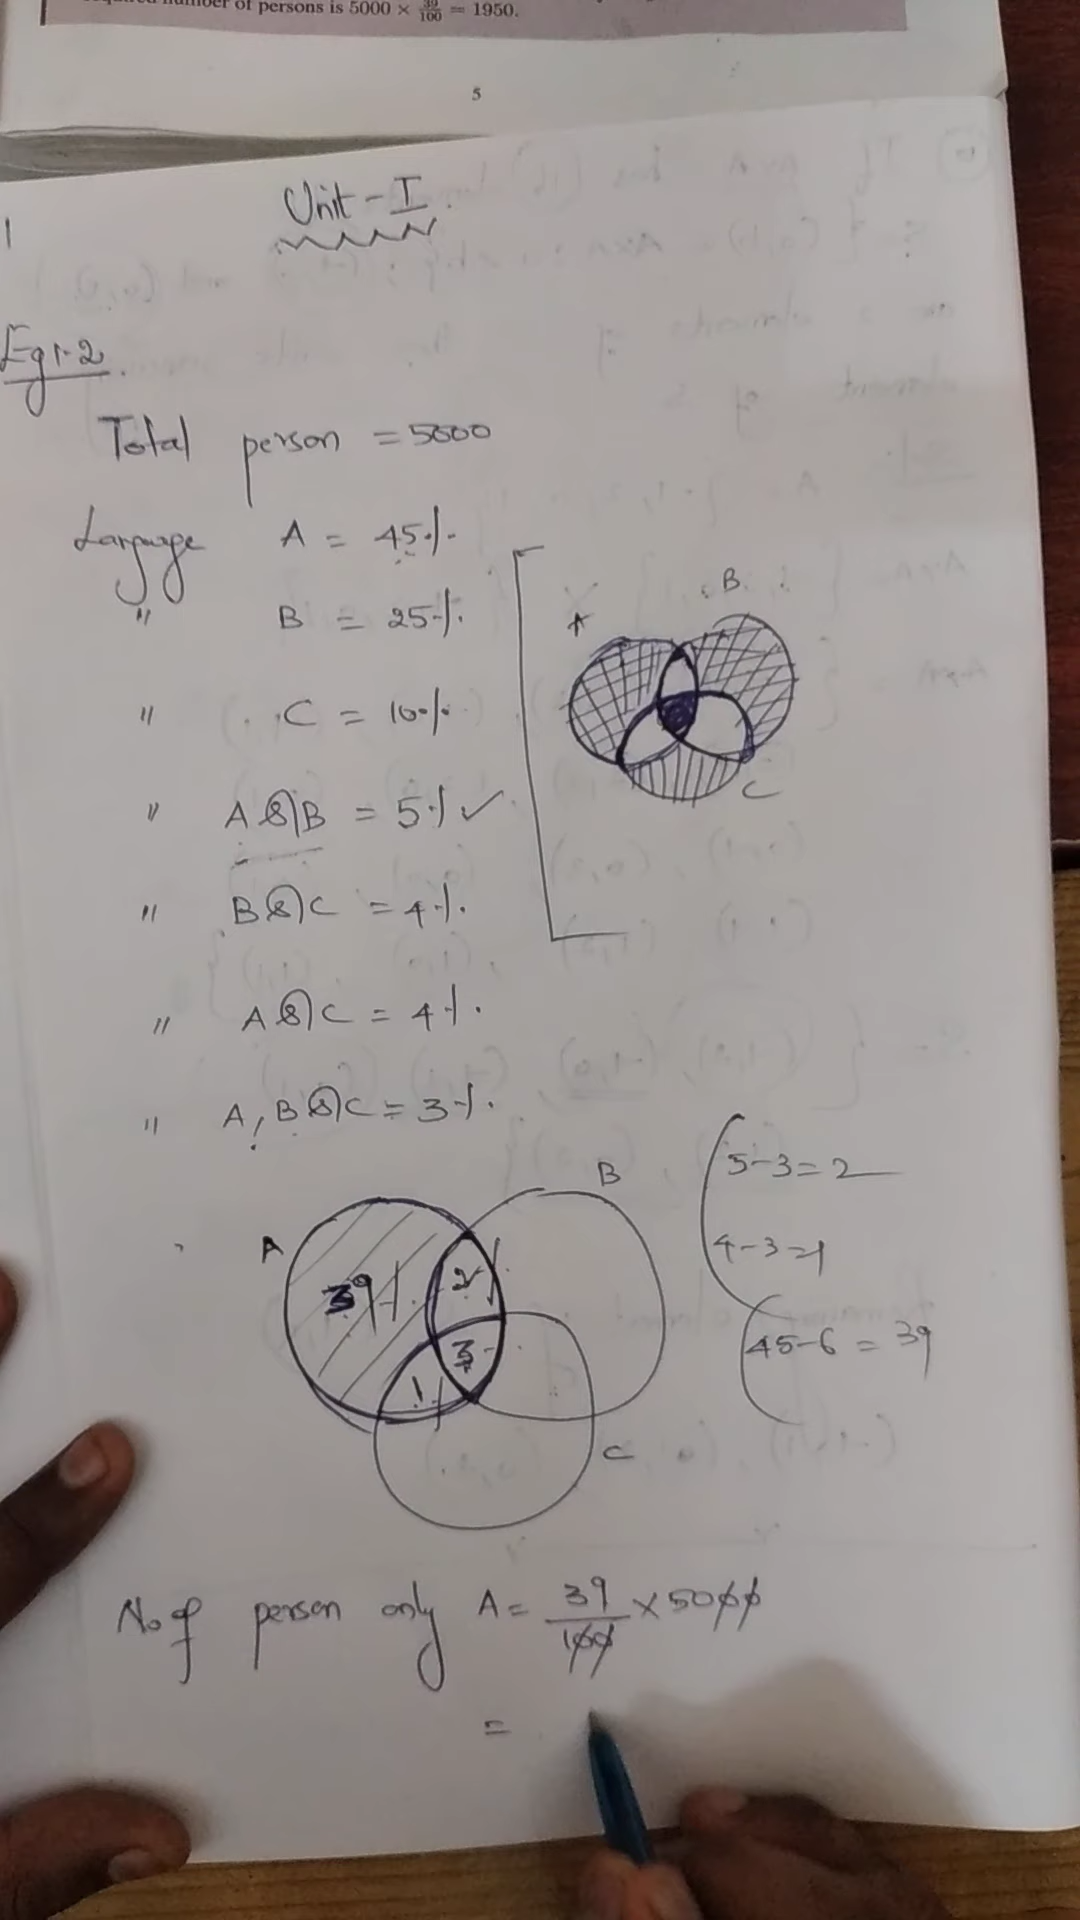 number of persons is 5000 × 39/100 = 1950.
5
Unit - I
1
Eg 1.2
Total person = 5000
Language A = 45%
" B = 25%
" C = 10%
" A & B = 5% ✓
" B & C = 4%
" A & C = 4%
" A, B & C = 3%
A
B
C
A
B
C
39%
2%
3
1%
5-3=2
4-3=1
45-6 = 39
No of person only A = 39/100 × 5000
=